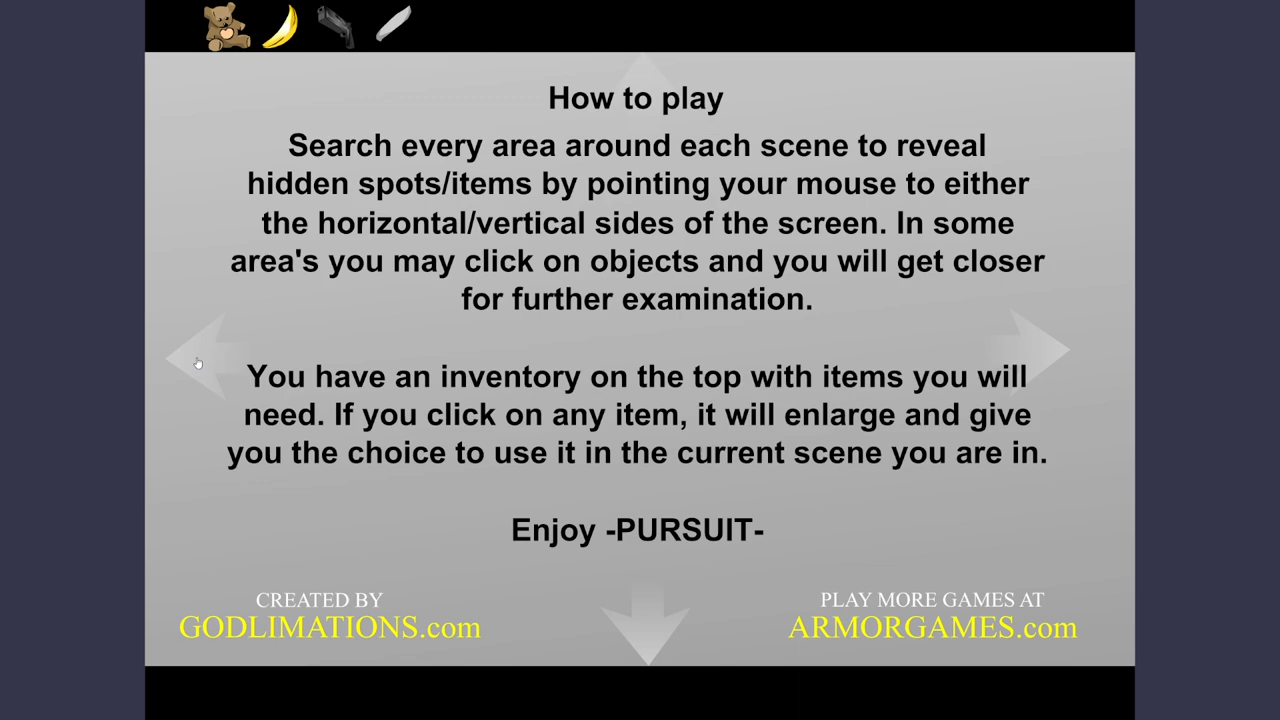 How to play
Search every area around each scene to reveal
hidden spots/items by pointing your mouse to either
the horizontal/vertical sides of the screen. In some
area's you may click on objects and you will get closer
for further examination.
You have an inventory on the top with items you will
need. If you click on any item, it will enlarge and give
you the choice to use it in the current scene you are in.
Enjoy -PURSUIT-
CREATED BY
GODLIMATIONS.com
PLAY MORE GAMES AT
ARMORGAMES.com